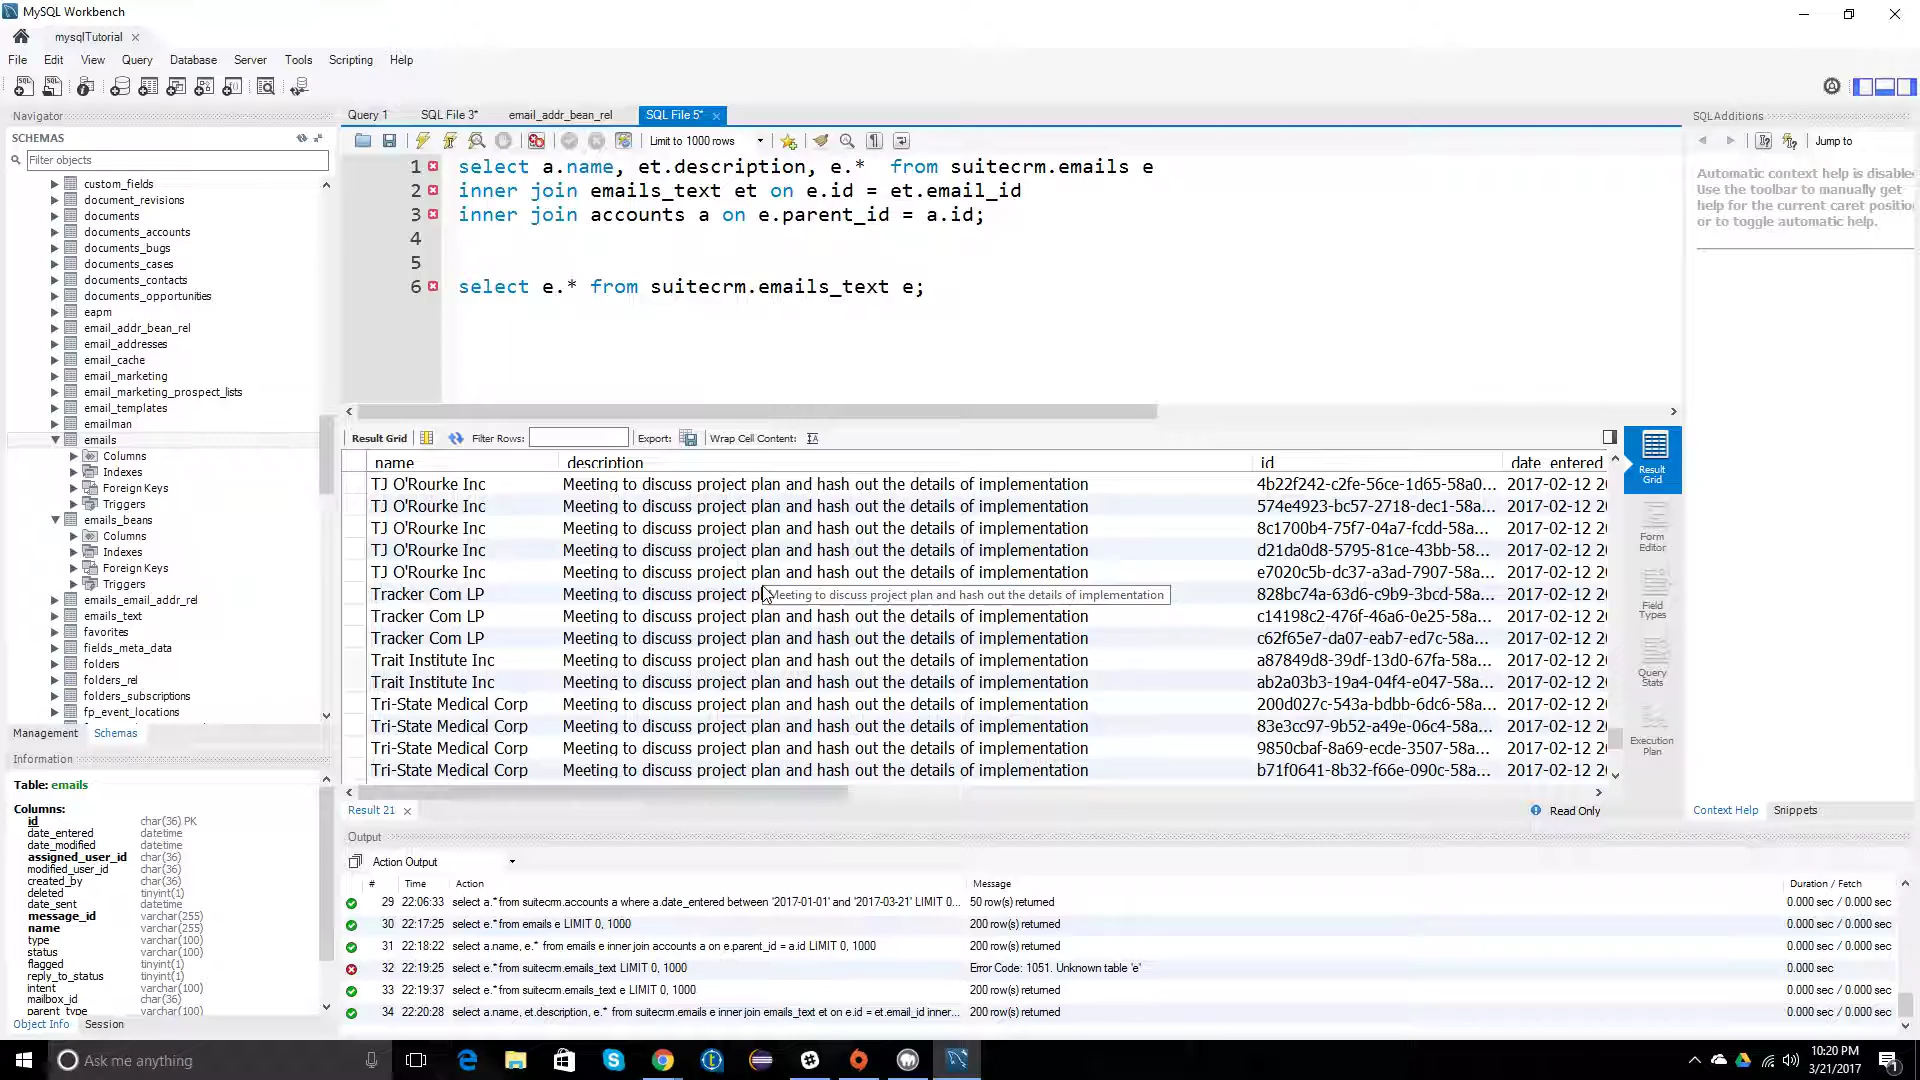 MySQL Workbench
mysqlTutorial
File Edit View Query Database Server Tools Scripting Help
Navigator
SCHEMAS
Filter objects
custom_fields
document_revisions
documents
documents_accounts
documents_bugs
documents_cases
documents_contacts
documents_opportunities
eapm
email_addr_bean_rel
email_addresses
email_cache
email_marketing
email_marketing_prospect_lists
email_templates
emailman
emails
Columns
Indexes
Foreign Keys
Triggers
emails_beans
Columns
Indexes
Foreign Keys
Triggers
emails_email_addr_rel
emails_text
favorites
fields_meta_data
folders
folders_rel
folders_subscriptions
fp_event_locations
Management Schemas
Information
Table: emails
Columns:
id char(36) PK
date_entered datetime
date_modified datetime
assigned_user_id char(36)
modified_user_id char(36)
created_by char(36)
deleted tinyint(1)
date_sent datetime
message_id varchar(255)
name varchar(255)
type varchar(100)
status varchar(100)
flagged tinyint(1)
reply_to_status tinyint(1)
intent varchar(100)
mailbox_id char(36)
parent_type varchar(100)
Object Info Session
Query 1 SQL File 3* email_addr_bean_rel SQL File 5*
Limit to 1000 rows
1 select a.name, et.description, e.* from suitecrm.emails e
2 inner join emails_text et on e.id = et.email_id
3 inner join accounts a on e.parent_id = a.id;
4
5
6 select e.* from suitecrm.emails_text e;
Result Grid Filter Rows: Export: Wrap Cell Content:
name description id date_entered
TJ O'Rourke Inc Meeting to discuss project plan and hash out the details of implementation 4b22f242-c2fe-56ce-1d65-58a0... 2017-02-12 2
TJ O'Rourke Inc Meeting to discuss project plan and hash out the details of implementation 574e4923-bc57-2718-dec1-58a... 2017-02-12 2
TJ O'Rourke Inc Meeting to discuss project plan and hash out the details of implementation 8c1700b4-75f7-04a7-fcdd-58a... 2017-02-12 2
TJ O'Rourke Inc Meeting to discuss project plan and hash out the details of implementation d21da0d8-5795-81ce-43bb-58... 2017-02-12 2
TJ O'Rourke Inc Meeting to discuss project plan and hash out the details of implementation e7020c5b-dc37-a3ad-7907-58a... 2017-02-12 2
Tracker Com LP Meeting to discuss project p Meeting to discuss project plan and hash out the details of implementation 828bc74a-63d6-c9b9-3bcd-58a... 2017-02-12 2
Tracker Com LP Meeting to discuss project plan and hash out the details of implementation c14198c2-476f-46a6-0e25-58a... 2017-02-12 2
Tracker Com LP Meeting to discuss project plan and hash out the details of implementation c62f65e7-da07-eab7-ed7c-58a... 2017-02-12 2
Trait Institute Inc Meeting to discuss project plan and hash out the details of implementation a87849d8-39df-13d0-67fa-58a... 2017-02-12 2
Trait Institute Inc Meeting to discuss project plan and hash out the details of implementation ab2a03b3-19a4-04f4-e047-58a... 2017-02-12 2
Tri-State Medical Corp Meeting to discuss project plan and hash out the details of implementation 200d027c-543a-bdbb-6dc6-58a... 2017-02-12 2
Tri-State Medical Corp Meeting to discuss project plan and hash out the details of implementation 83e3cc97-9b52-a49e-06c4-58a... 2017-02-12 2
Tri-State Medical Corp Meeting to discuss project plan and hash out the details of implementation 9850cbaf-8a69-ecde-3507-58a... 2017-02-12 2
Tri-State Medical Corp Meeting to discuss project plan and hash out the details of implementation b71f0641-8b32-f66e-090c-58a... 2017-02-12 2
Result Grid
Form Editor
Field Types
Query Stats
Execution Plan
Result 21 Read Only
Output
Action Output
# Time Action Message Duration / Fetch
29 22:06:33 select a.* from suitecrm.accounts a where a.date_entered between '2017-01-01' and '2017-03-21' LIMIT 0... 50 row(s) returned 0.000 sec / 0.000 sec
30 22:17:25 select e.* from emails e LIMIT 0, 1000 200 row(s) returned 0.000 sec / 0.000 sec
31 22:18:22 select a.name, e.* from emails e inner join accounts a on e.parent_id = a.id LIMIT 0, 1000 200 row(s) returned 0.000 sec / 0.000 sec
32 22:19:25 select e.* from suitecrm.emails_text LIMIT 0, 1000 Error Code: 1051. Unknown table 'e' 0.000 sec
33 22:19:37 select e.* from suitecrm.emails_text e LIMIT 0, 1000 200 row(s) returned 0.000 sec / 0.000 sec
34 22:20:28 select a.name, et.description, e.* from suitecrm.emails e inner join emails_text et on e.id = et.email_id inner... 200 row(s) returned 0.000 sec / 0.000 sec
SQLAdditions
Jump to
Automatic context help is disable
Use the toolbar to manually get
help for the current caret positio
or to toggle automatic help.
Context Help Snippets
Ask me anything
10:20 PM
3/21/2017